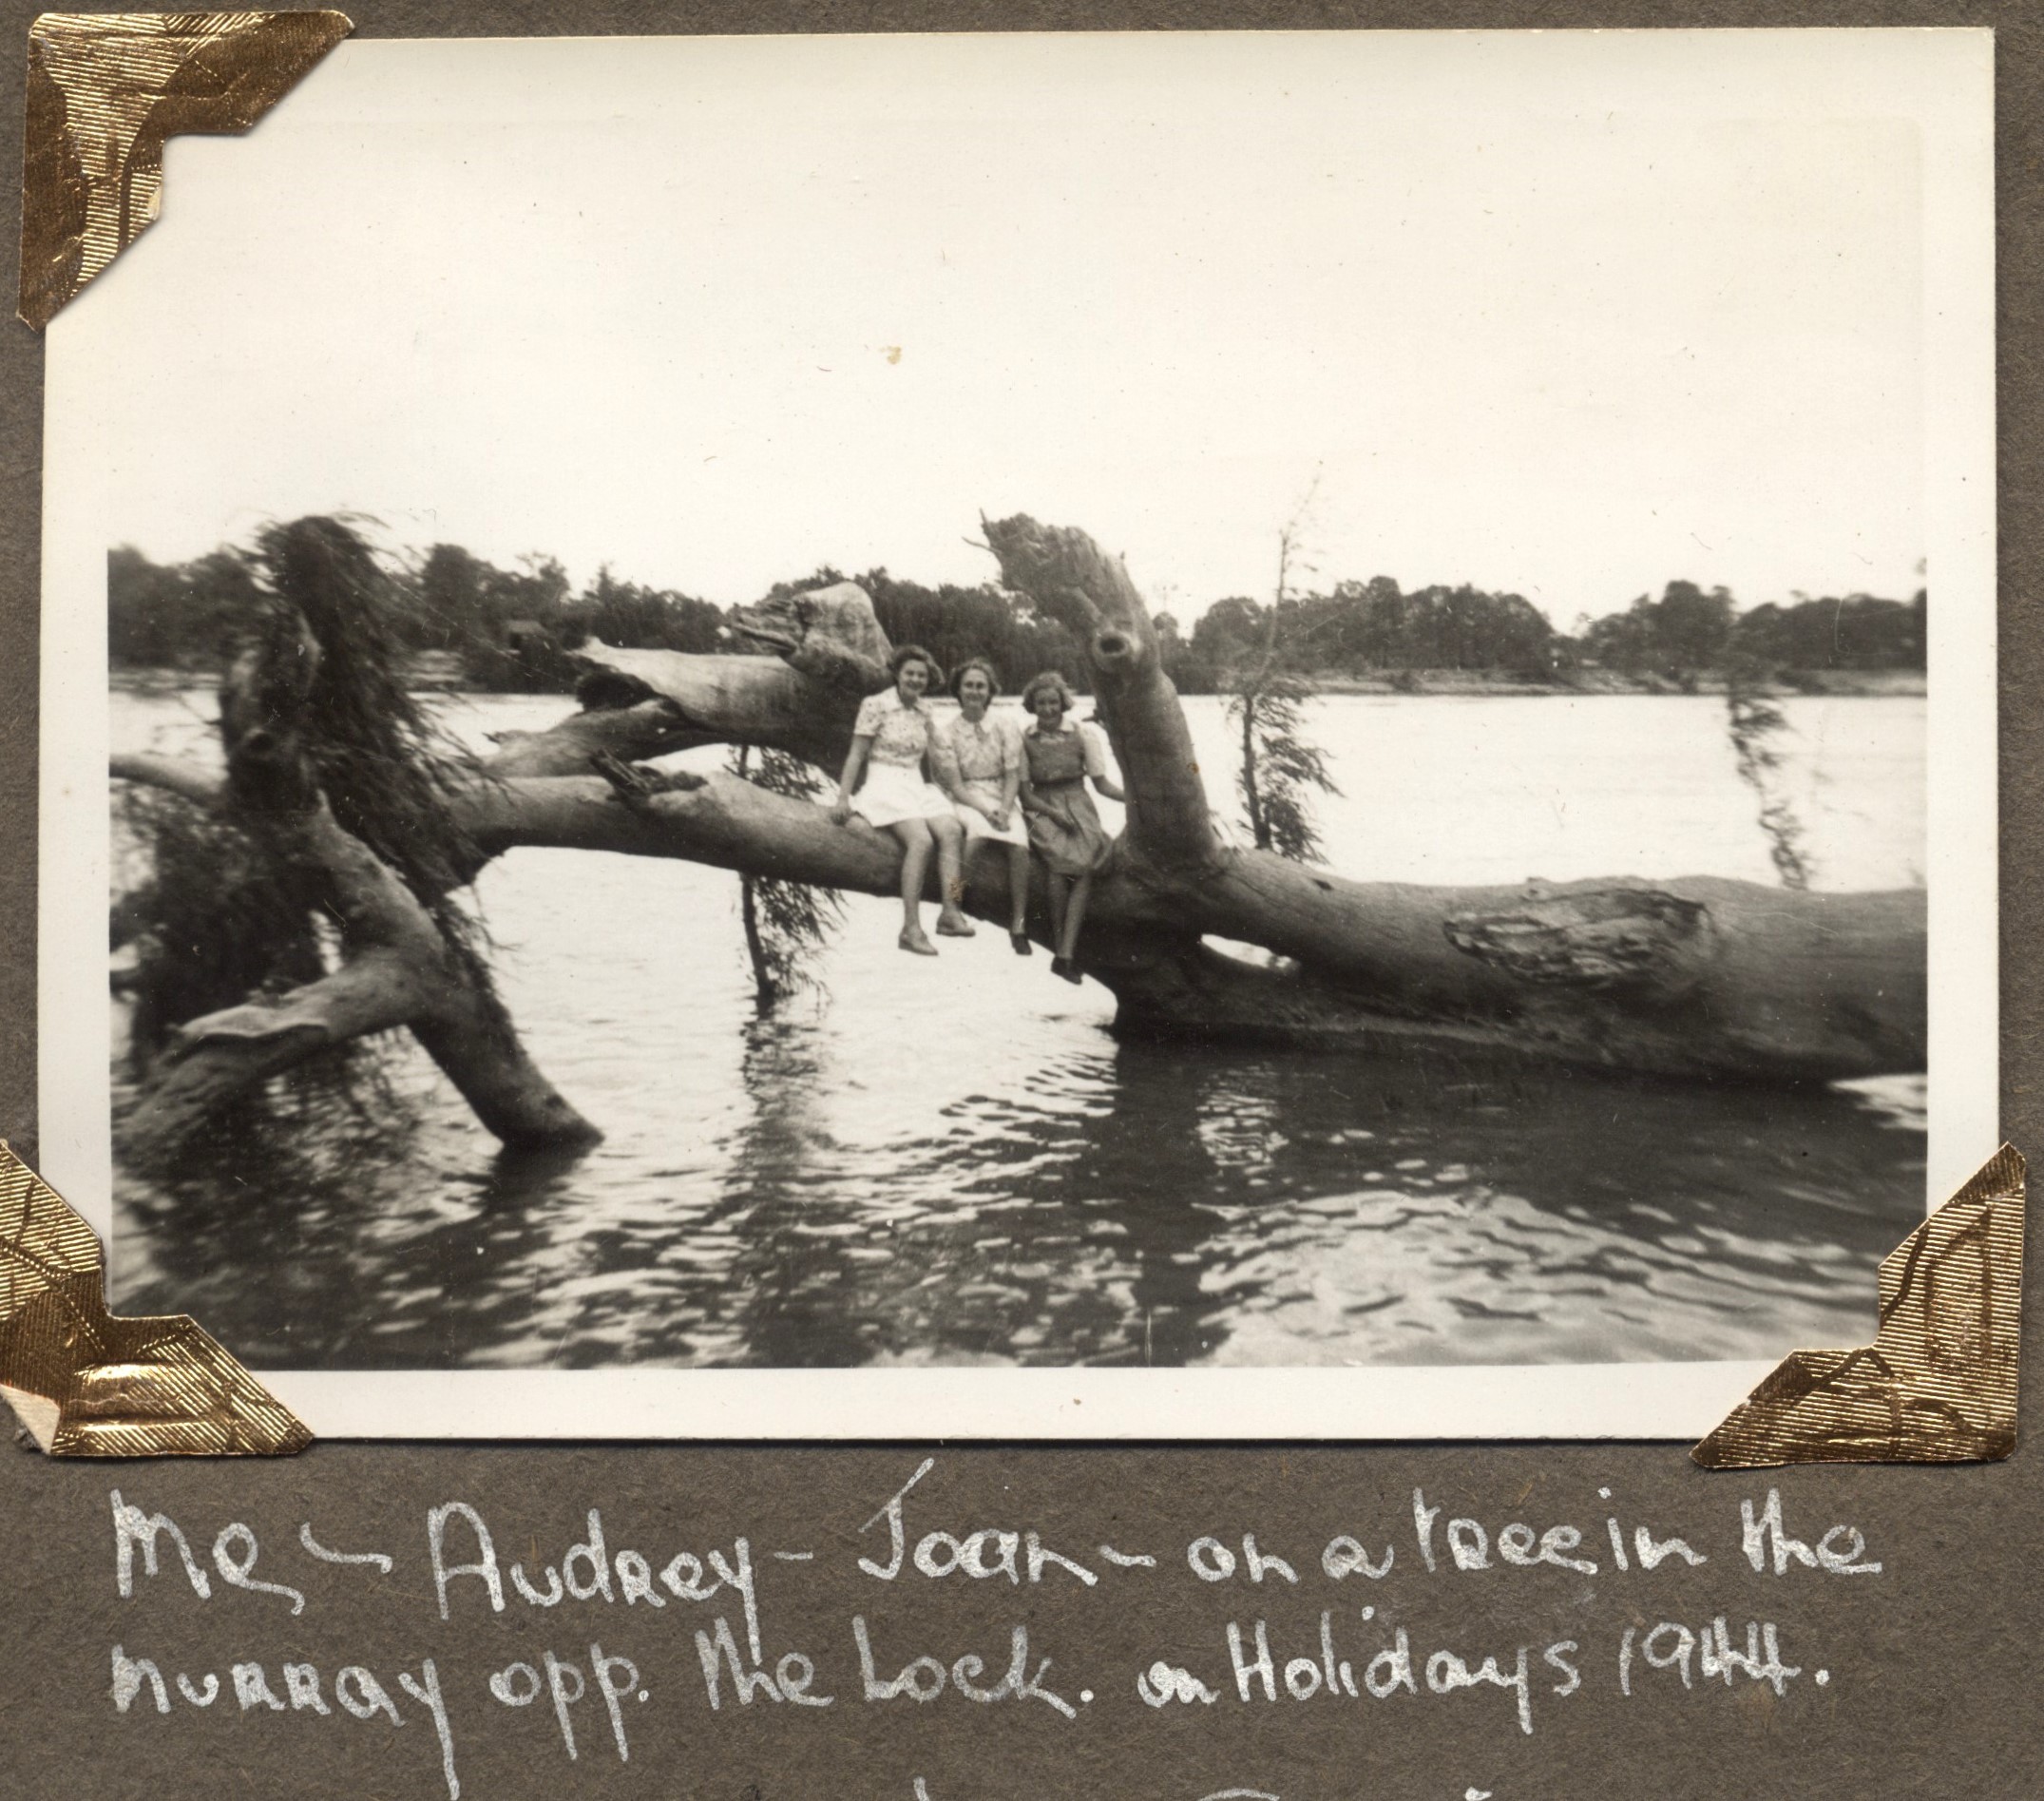 Me - Audrey - Joan - on a tree in the
Murray opp. the Lock. on Holidays 1944.